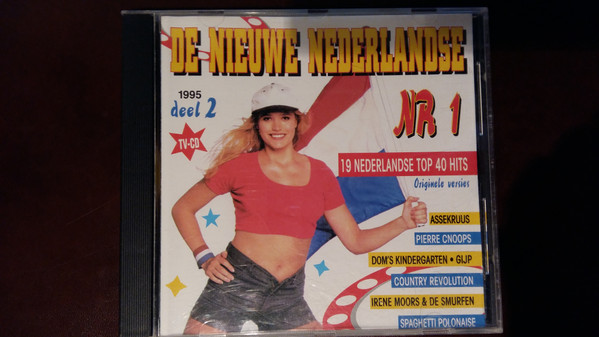 DE NIEUWE NEDERLANDSE
1995
deel 2
NR 1
TV-CD
19 NEDERLANDSE TOP 40 HITS
Originele versies
ASSEKRUUS
PIERRE CNOOPS
DOM'S KINDERGARTEN • GIJP
COUNTRY REVOLUTION
IRENE MOORS & DE SMURFEN
SPAGHETTI POLONAISE